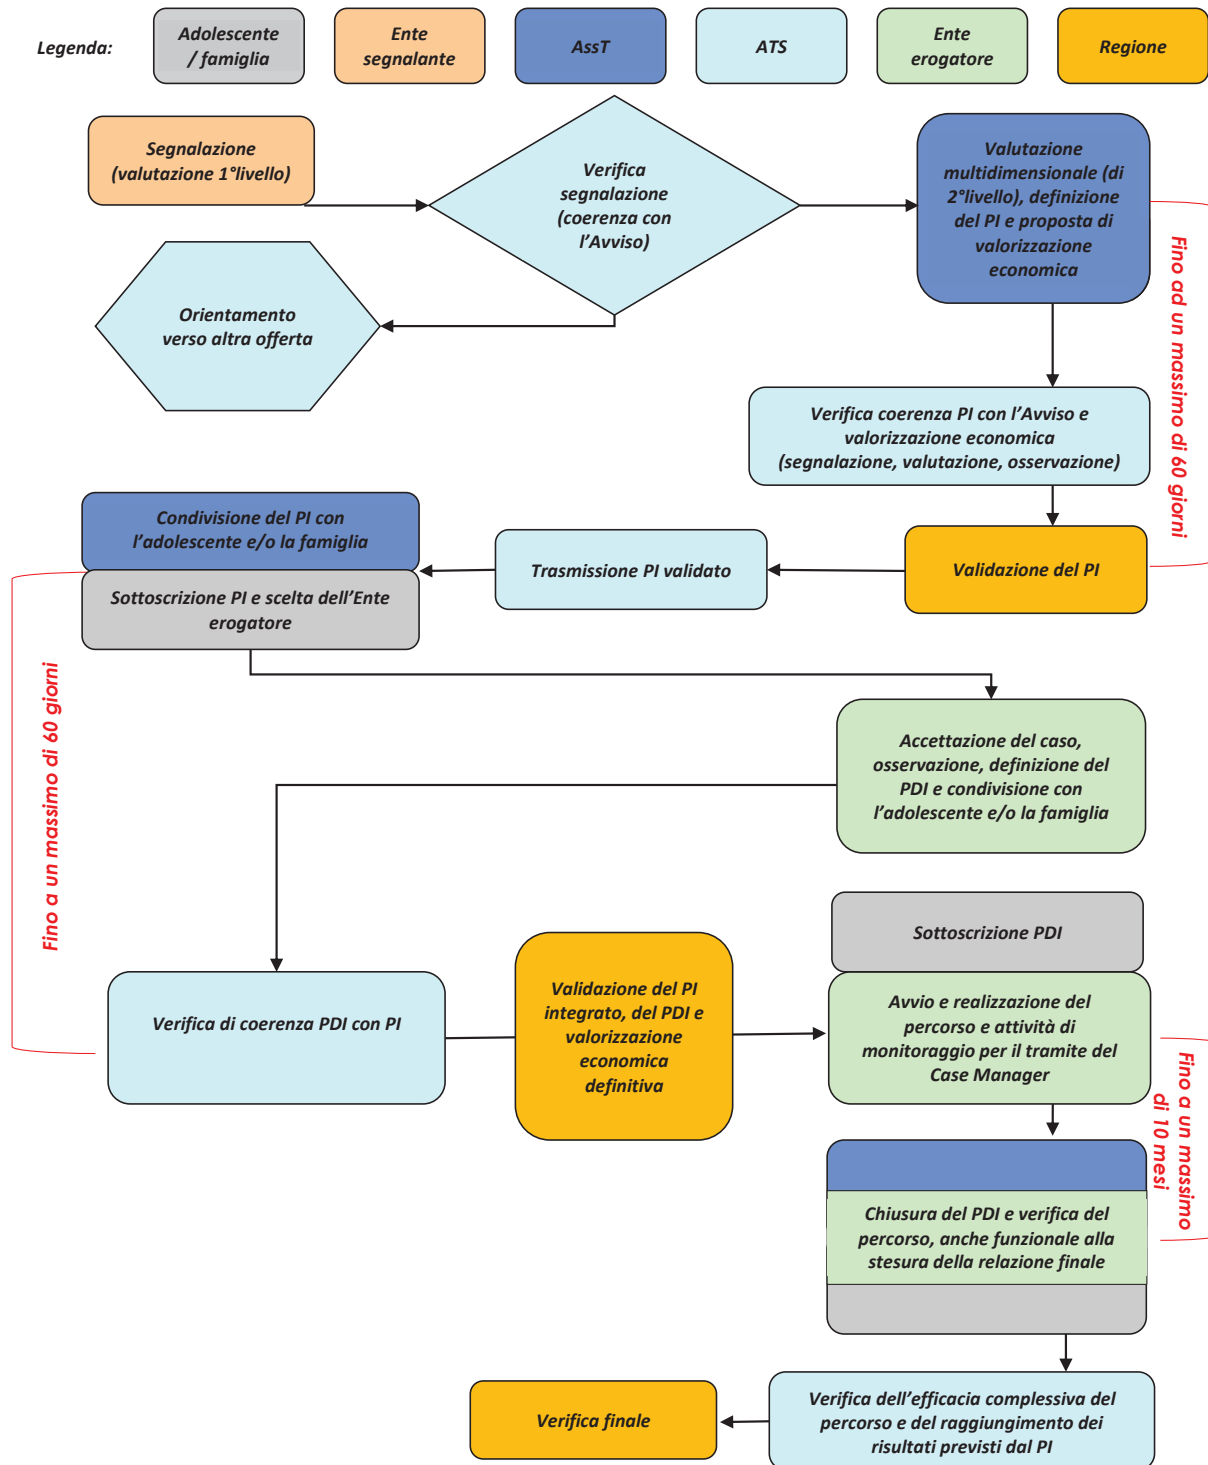 Legenda:
Adolescente
/ famiglia
Ente
segnalante
AssT
ATS
Ente
erogatore
Regione
Segnalazione
(valutazione 1°livello)
Verifica
segnalazione
(coerenza con
l’Avviso)
Valutazione
multidimensionale (di
2°livello), definizione
del PI e proposta di
valorizzazione
economica
Fino ad un massimo di 60 giorni
Orientamento
verso altra offerta
Verifica coerenza PI con l’Avviso e
valorizzazione economica
(segnalazione, valutazione, osservazione)
Condivisione del PI con
l’adolescente e/o la famiglia
Sottoscrizione PI e scelta dell’Ente
erogatore
Trasmissione PI validato
Validazione del PI
Fino a un massimo di 60 giorni
Accettazione del caso,
osservazione, definizione del
PDI e condivisione con
l’adolescente e/o la famiglia
Verifica di coerenza PDI con PI
Validazione del PI
integrato, del PDI e
valorizzazione
economica
definitiva
Sottoscrizione PDI
Avvio e realizzazione del
percorso e attività di
monitoraggio per il tramite del
Case Manager
Fino a un massimo
di 10 mesi
Chiusura del PDI e verifica del
percorso, anche funzionale alla
stesura della relazione finale
Verifica finale
Verifica dell’efficacia complessiva del
percorso e del raggiungimento dei
risultati previsti dal PI